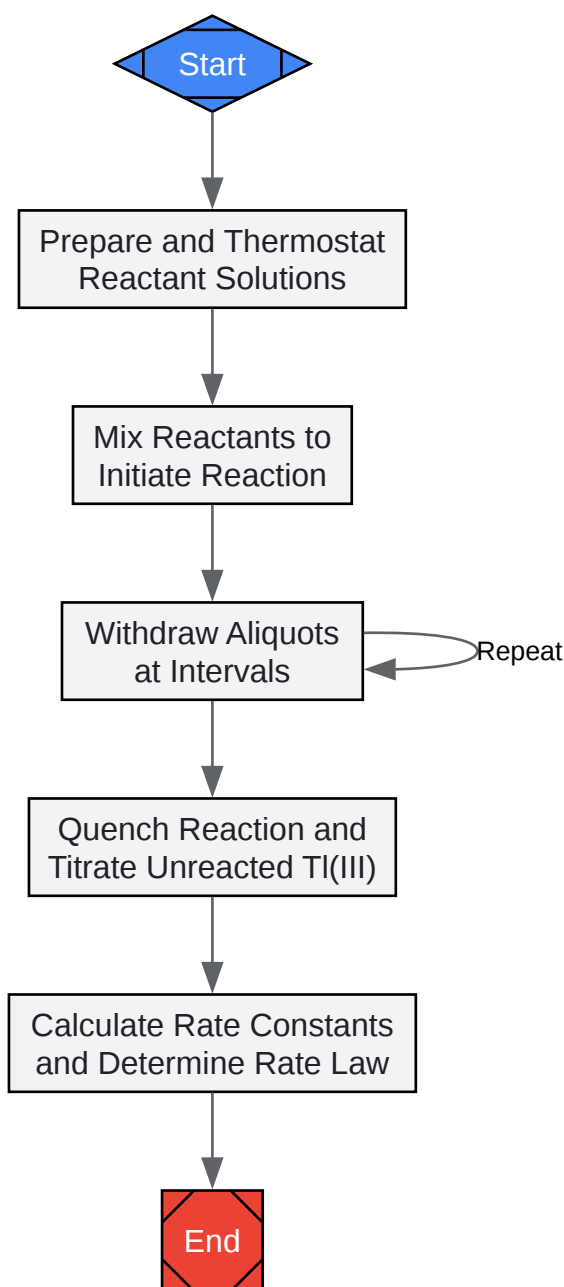 Start
Prepare and Thermostat
Reactant Solutions
Mix Reactants to
Initiate Reaction
Withdraw Aliquots
at Intervals
Repeat
Quench Reaction and
Titrate Unreacted Tl(III)
Calculate Rate Constants
and Determine Rate Law
End